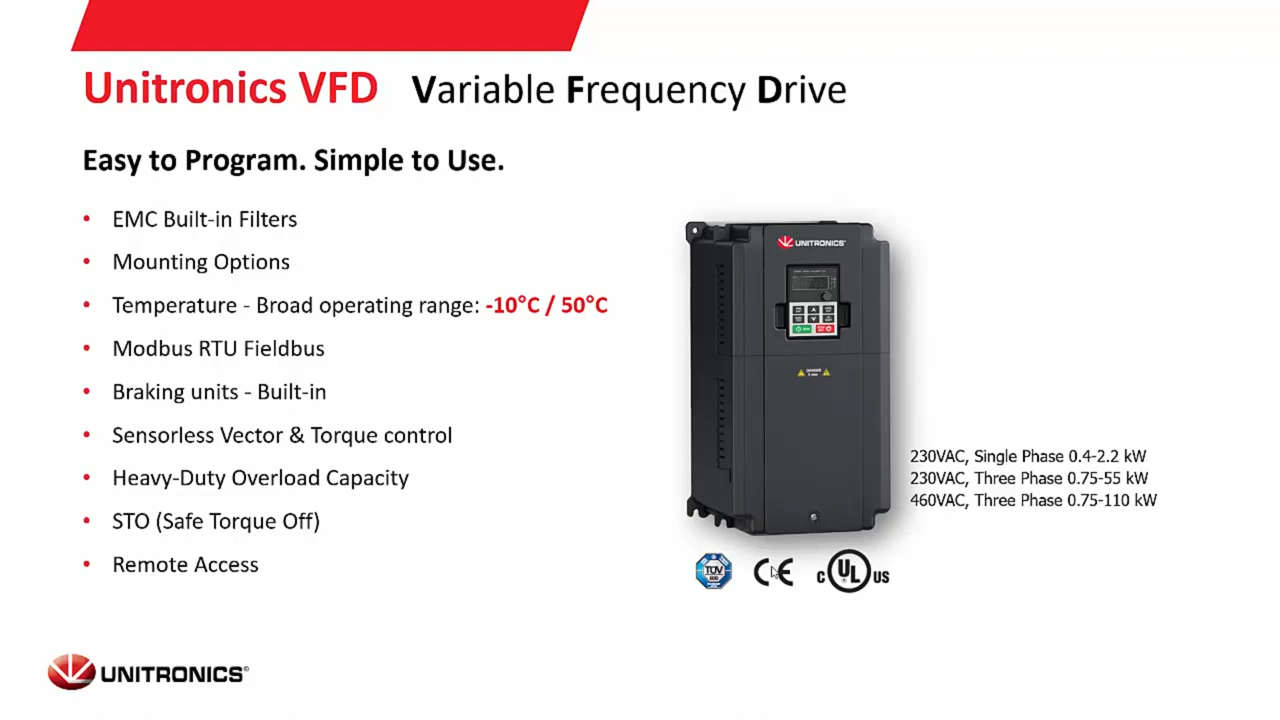 Unitronics VFD Variable Frequency Drive
Easy to Program. Simple to Use.
• EMC Built-in Filters
• Mounting Options
• Temperature - Broad operating range: -10°C / 50°C
• Modbus RTU Fieldbus
• Braking units - Built-in
• Sensorless Vector & Torque control
• Heavy-Duty Overload Capacity
• STO (Safe Torque Off)
• Remote Access
UNITRONICS®
DANGER
230VAC, Single Phase 0.4-2.2 kW
230VAC, Three Phase 0.75-55 kW
460VAC, Three Phase 0.75-110 kW
TÜV
CE
C UL US
UNITRONICS®